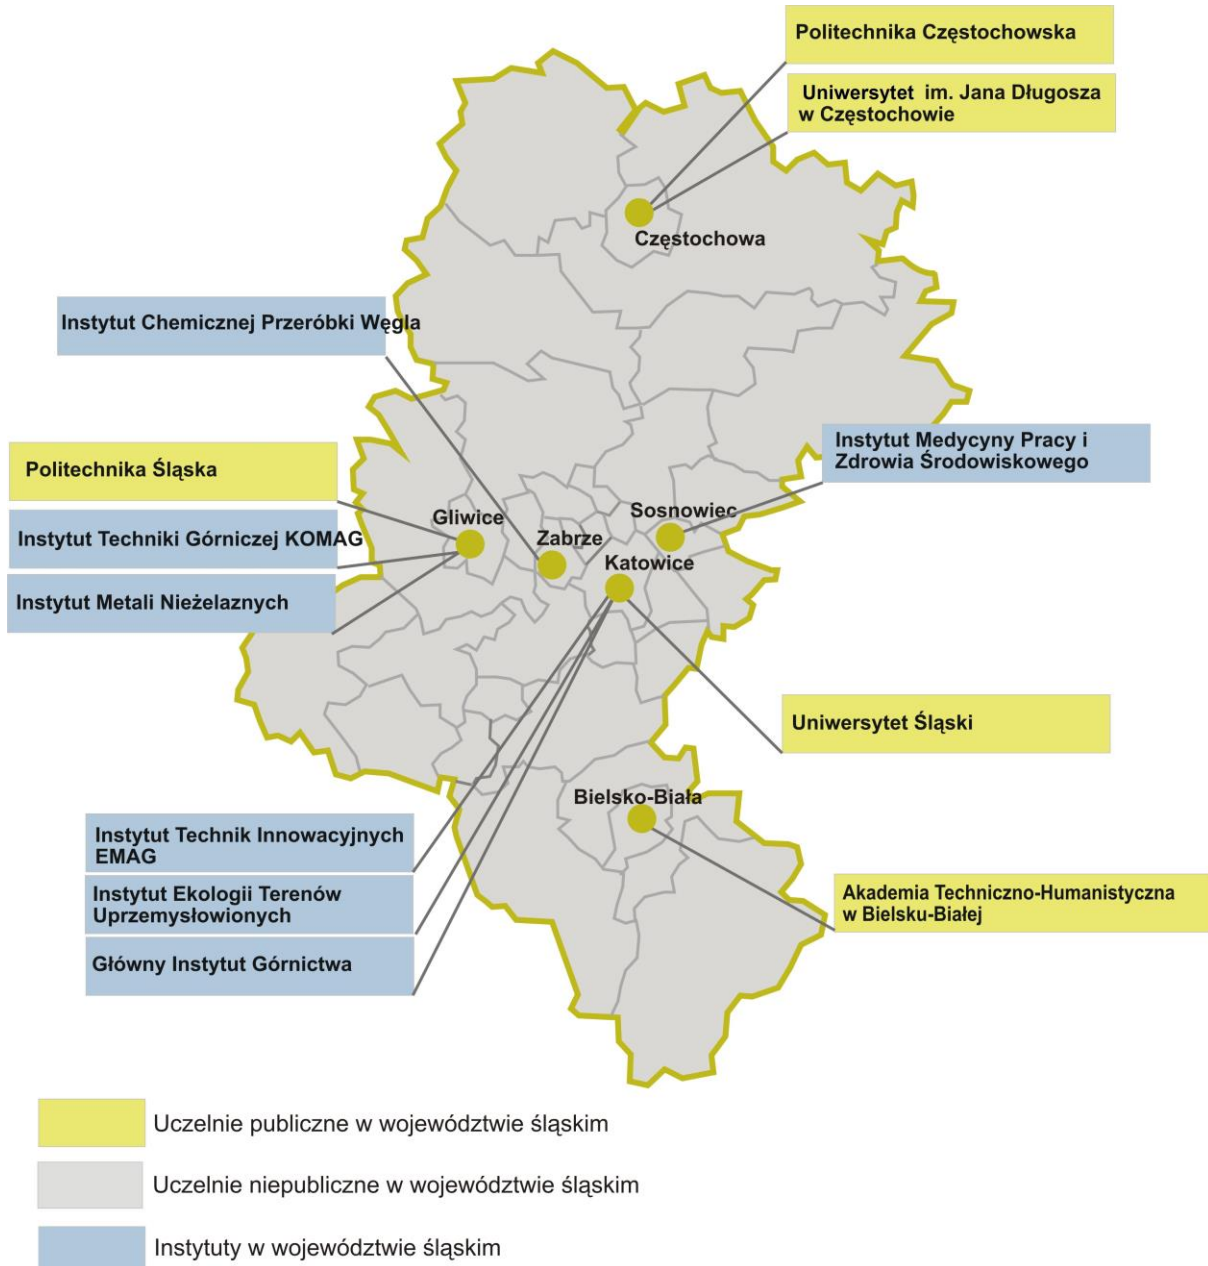 Politechnika Częstochowska
Uniwersytet im. Jana Długosza
w Częstochowie
Częstochowa
Instytut Chemicznej Przeróbki Węgla
Instytut Medycyny Pracy i
Zdrowia Środowiskowego
Politechnika Śląska
Instytut Techniki Górniczej KOMAG
Instytut Metali Nieżelaznych
Gliwice
Zabrze
Sosnowiec
Katowice
Uniwersytet Śląski
Bielsko-Biała
Instytut Technik Innowacyjnych
EMAG
Instytut Ekologii Terenów
Uprzemysłowionych
Główny Instytut Górnictwa
Akademia Techniczno-Humanistyczna
w Bielsku-Białej
Uczelnie publiczne w województwie śląskim
Uczelnie niepubliczne w województwie śląskim
Instytuty w województwie śląskim